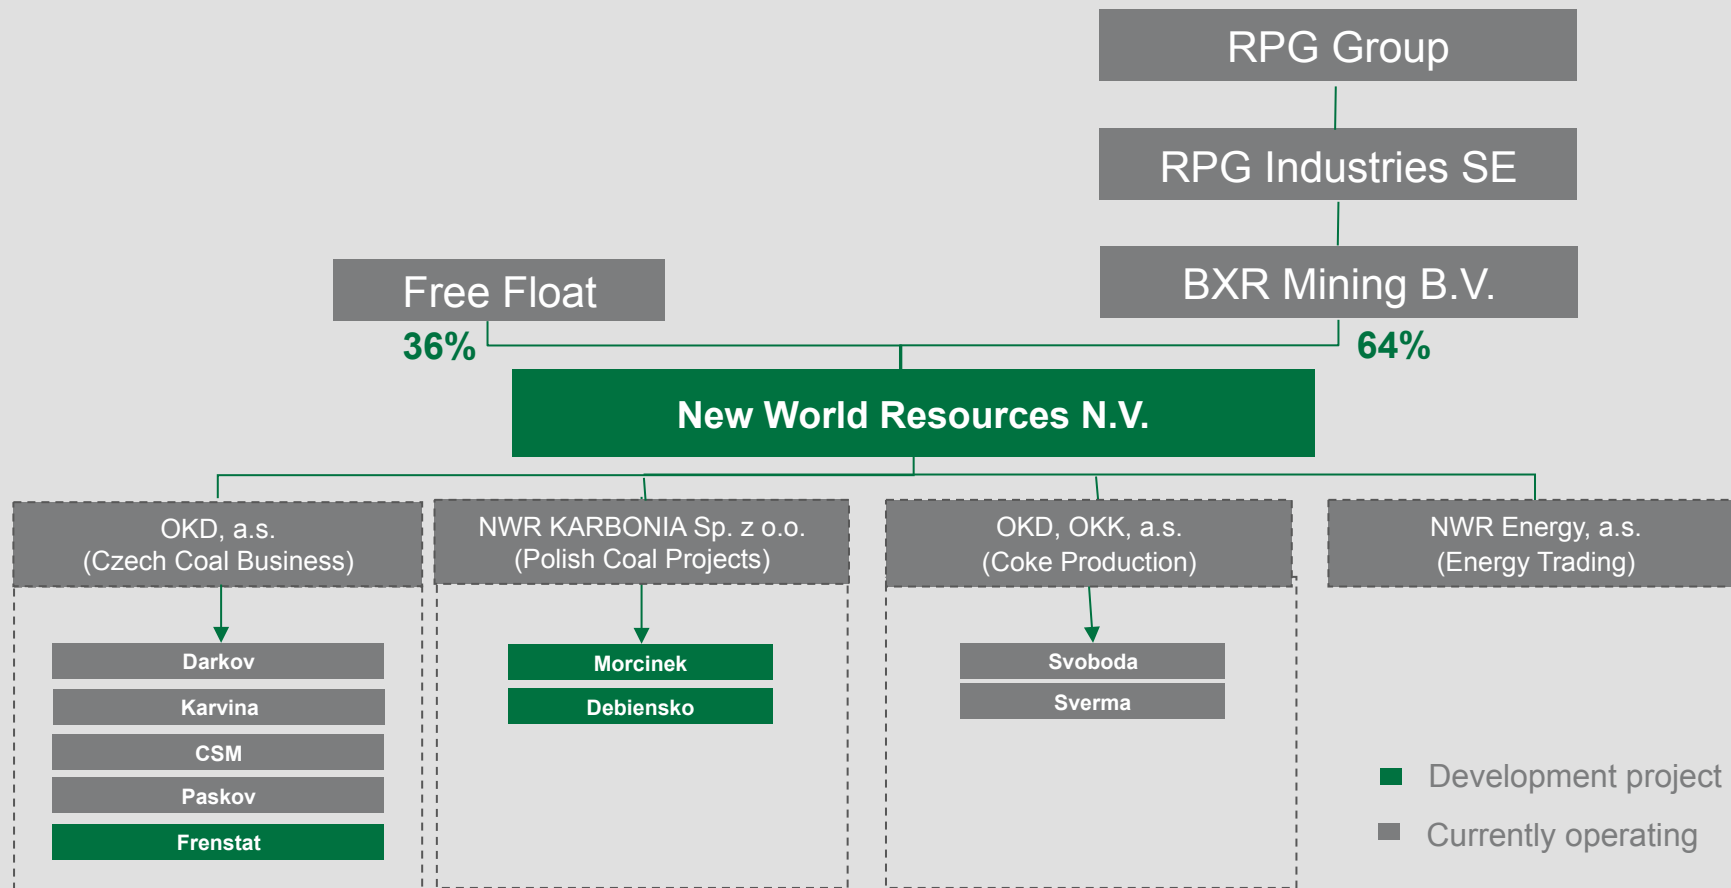 RPG Group
RPG Industries SE
BXR Mining B.V.
Free Float
36%
64%
New World Resources N.V.
OKD, a.s.
(Czech Coal Business)
NWR KARBONIA Sp. z o.o.
(Polish Coal Projects)
OKD, OKK, a.s.
(Coke Production)
NWR Energy, a.s.
(Energy Trading)
Darkov
Karvina
CSM
Paskov
Frenstat
Morcinek
Debiensko
Svoboda
Sverma
Development project
Currently operating